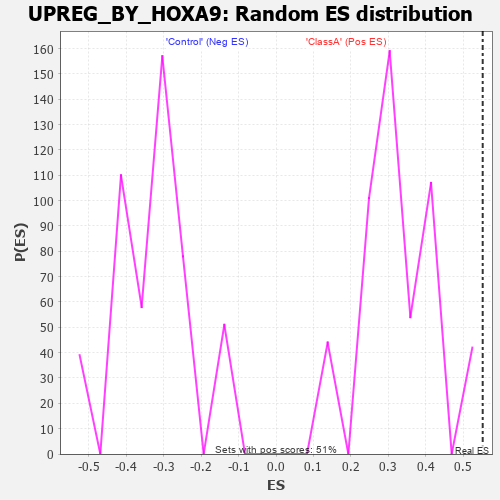 UPREG_BY_HOXA9: Random ES distribution
'Control' (Neg ES) 'ClassA' (Pos ES)
160
150
140
130
120
110
100
90
80
70
60
50
40
30
20
10
0
P(ES)
Sets with pos scores: 51%
Real ES
-0.5 -0.4 -0.3 -0.2 -0.1 0.0 0.1 0.2 0.3 0.4 0.5
ES